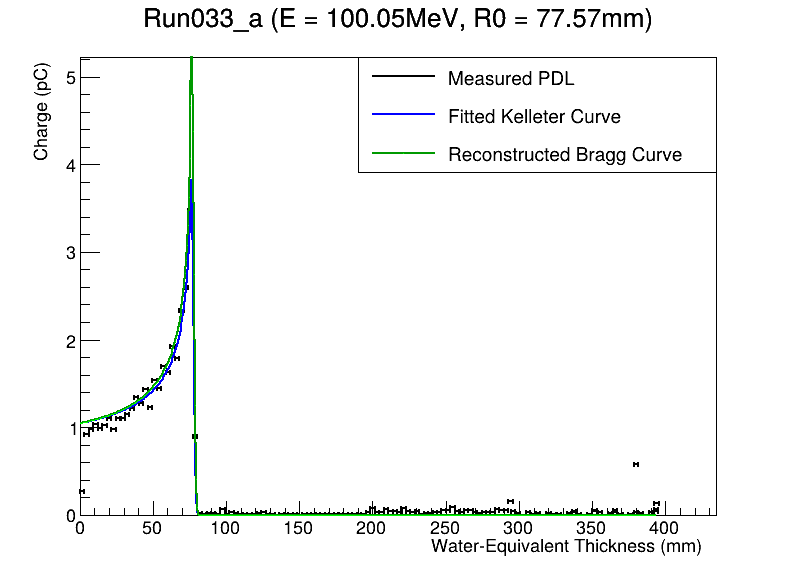 Run033_a (E = 100.05MeV, R0 = 77.57mm)
Charge (pC)
5
4
3
2
1
0
Measured PDL
Fitted Kelleter Curve
Reconstructed Bragg Curve
0 50 100 150 200 250 300 350 400
Water-Equivalent Thickness (mm)